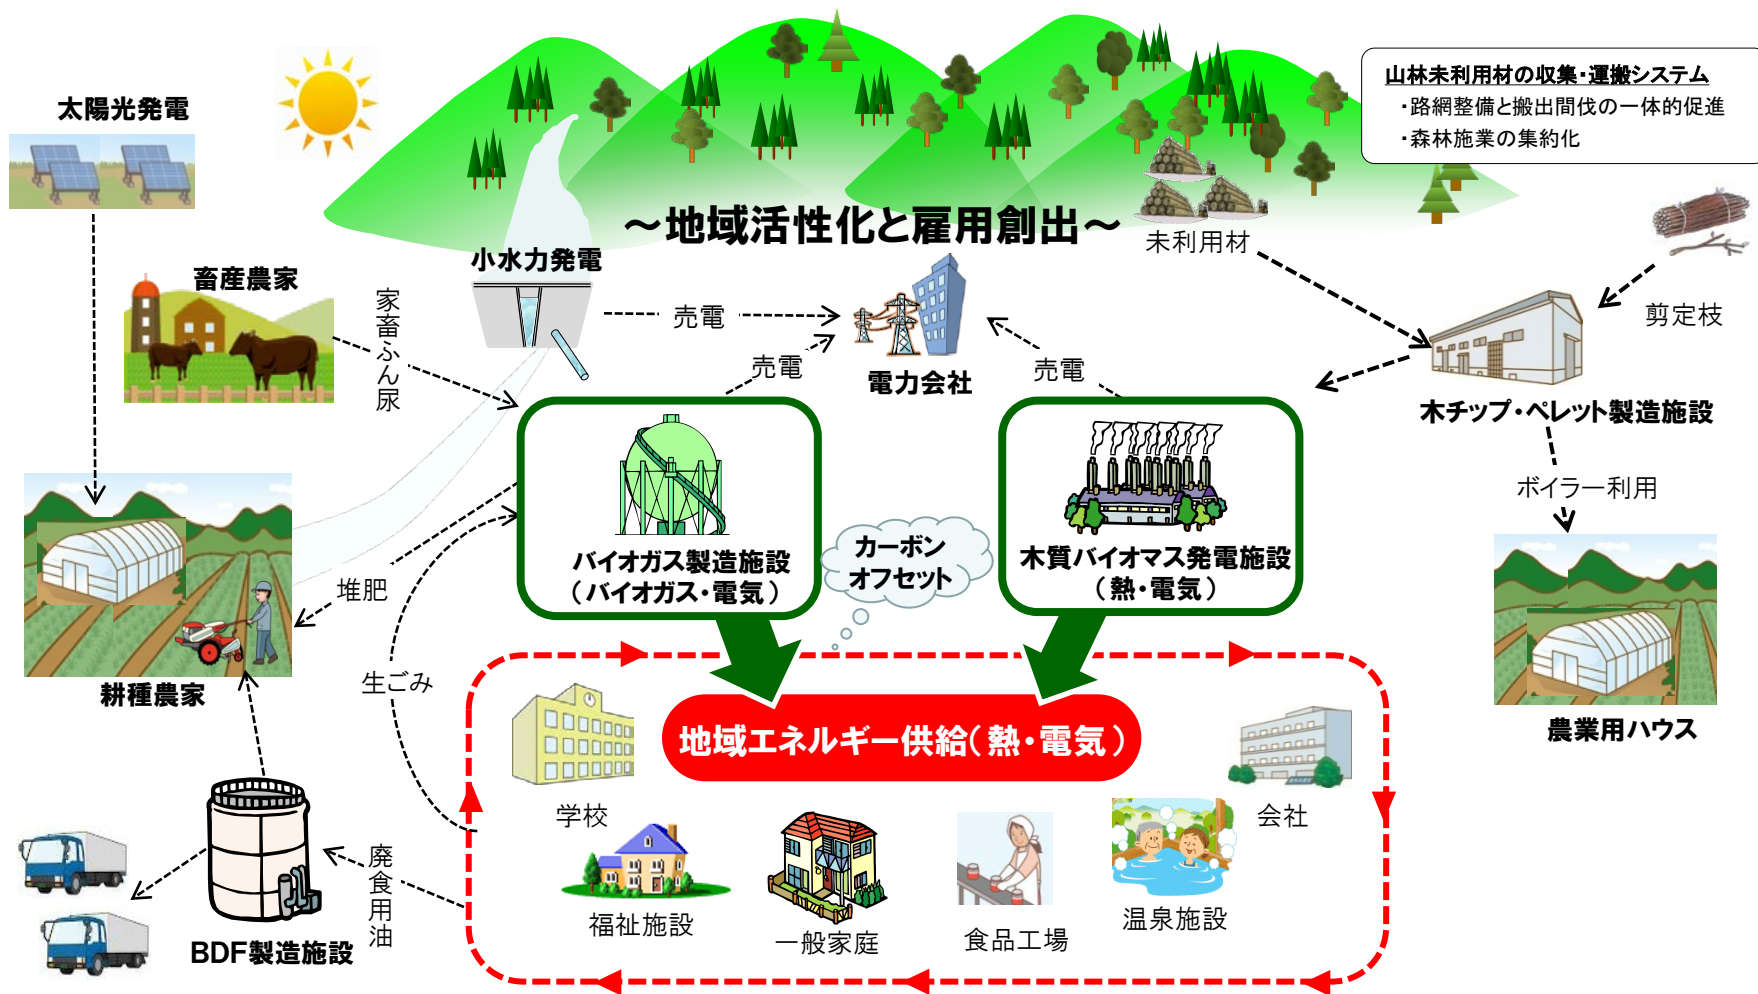 山林未利用材の収集・運搬システム
・路網整備と搬出間伐の一体的促進
・森林施業の集約化
太陽光発電
～地域活性化と雇用創出～
未利用材
小水力発電
畜産農家
家畜ふん尿
売電
剪定枝
売電
売電
電力会社
木チップ・ペレット製造施設
ボイラー利用
バイオガス製造施設
（バイオガス・電気）
カーボン
オフセット
木質バイオマス発電施設
（熱・電気）
堆肥
生ごみ
耕種農家
地域エネルギー供給（熱・電気）
農業用ハウス
学校
会社
廃食用油
福祉施設
一般家庭
食品工場
温泉施設
BDF製造施設